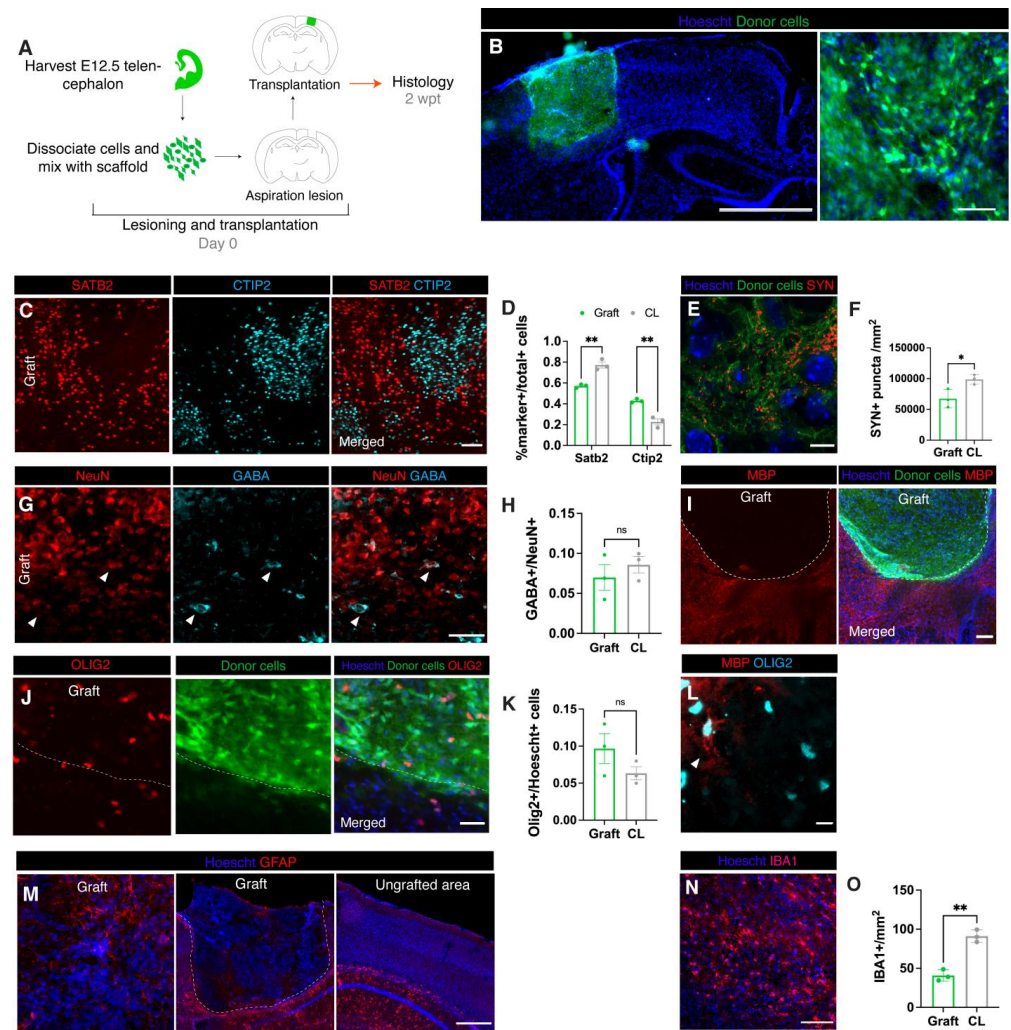 A
Harvest E12.5 telen-
cephalon
Transplantation
Histology
2 wpt
Dissociate cells and
mix with scaffold
Aspiration lesion
Lesioning and transplantation
Day 0
Hoescht Donor cells
B
SATB2
CTIP2
SATB2 CTIP2
C
Graft
Merged
D
Graft
CL
%marker+/total+ cells
1.0
0.8
0.6
0.4
0.2
0.0
**
**
Satb2
Ctip2
Hoescht Donor cells SYN
E
F
SYN+ puncta /mm2
150000
100000
50000
0
*
Graft CL
NeuN
GABA
NeuN GABA
G
Graft
H
GABA+/NeuN+
0.15
0.10
0.05
0.00
ns
Graft CL
MBP
Hoescht Donor cells MBP
I
Graft
Graft
Merged
OLIG2
Donor cells
Hoescht Donor cells OLIG2
J
Graft
Merged
K
Olig2+/Hoescht+ cells
0.15
0.10
0.05
0.00
ns
Graft CL
MBP OLIG2
L
Hoescht GFAP
M
Graft
Graft
Ungrafted area
Hoescht IBA1
N
O
IBA1+/mm2
150
100
50
0
**
Graft CL